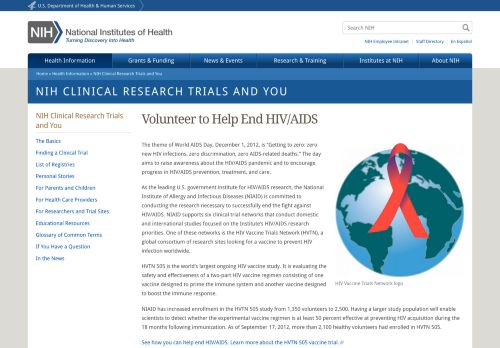 U.S. Department of Health & Human Services
NIH National Institutes of Health
Turning Discovery Into Health
Search NIH
NIH Employee Intranet | Staff Directory | En Español
Health Information
Grants & Funding
News & Events
Research & Training
Institutes at NIH
About NIH
Home » Health Information » NIH Clinical Research Trials and You
NIH CLINICAL RESEARCH TRIALS AND YOU
NIH Clinical Research Trials
and You
The Basics
Finding a Clinical Trial
List of Registries
Personal Stories
For Parents and Children
For Health Care Providers
For Researchers and Trial Sites
Educational Resources
Glossary of Common Terms
If You Have a Question
In the News
Volunteer to Help End HIV/AIDS
The theme of World AIDS Day, December 1, 2012, is "Getting to zero: zero
new HIV infections, zero discrimination, zero AIDS-related deaths." The day
aims to raise awareness about the HIV/AIDS pandemic and to encourage
progress in HIV/AIDS prevention, treatment, and care.
At the leading U.S. government institute for HIV/AIDS research, the National
Institute of Allergy and Infectious Diseases (NIAID) is committed to
conducting the research necessary to successfully end the fight against
HIV/AIDS. NIAID supports six clinical trial networks that conduct domestic
and international studies focused on the Institute's HIV/AIDS research
priorities. One of these networks is the HIV Vaccine Trials Network (HVTN), a
global consortium of research sites looking for a vaccine to prevent HIV
infection worldwide.
HVTN 505 is the world's largest ongoing HIV vaccine study. It is evaluating the
safety and effectiveness of a two-part HIV vaccine regimen consisting of one
vaccine designed to prime the immune system and another vaccine designed
to boost the immune response.
HIV Vaccine Trials Network logo
NIAID has increased enrollment in the HVTN 505 study from 1,350 volunteers to 2,500. Having a larger study population will enable
scientists to detect whether the experimental vaccine regimen is at least 50 percent effective at preventing HIV acquisition during the
18 months following immunization. As of September 17, 2012, more than 2,100 healthy volunteers had enrolled in HVTN 505.
See how you can help end HIV/AIDS. Learn more about the HVTN 505 vaccine trial.